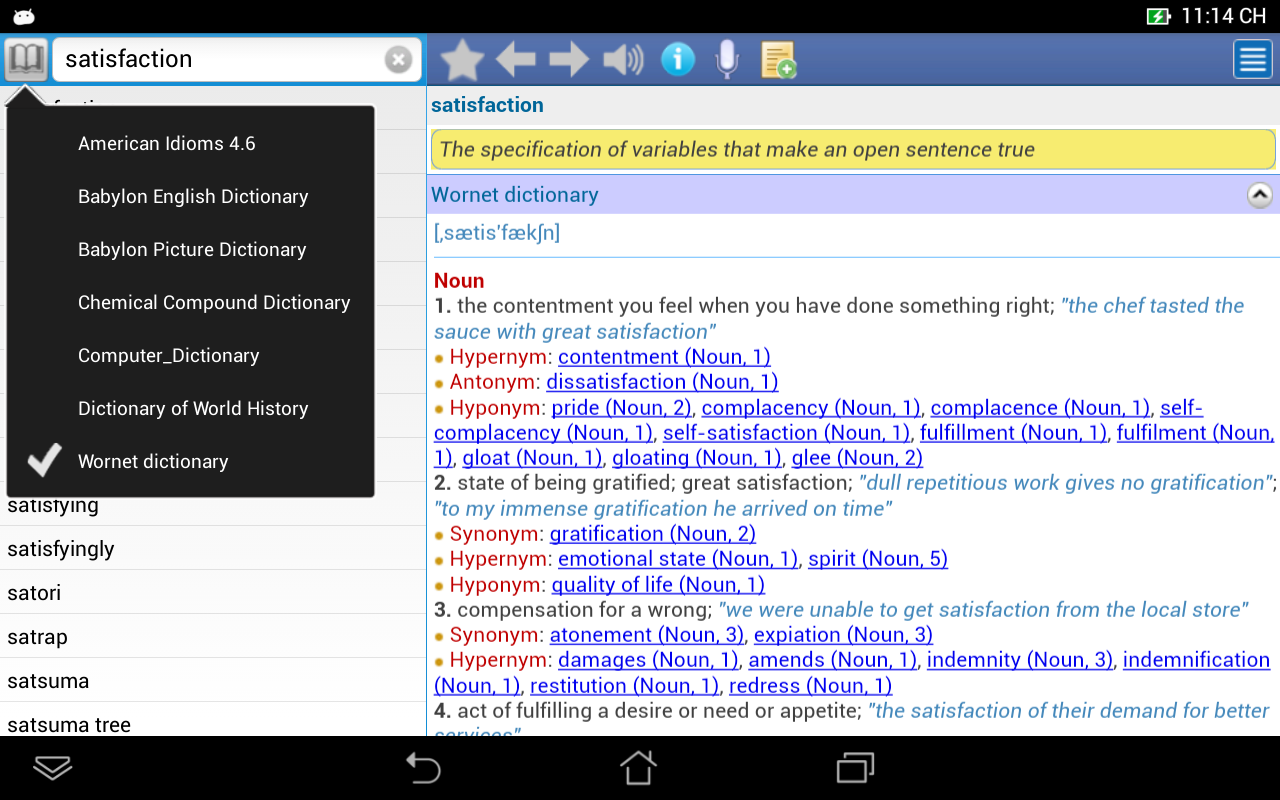 11:14 CH
satisfaction
American Idioms 4.6
Babylon English Dictionary
Babylon Picture Dictionary
Chemical Compound Dictionary
Computer_Dictionary
Dictionary of World History
Wornet dictionary
satisfying
satisfyingly
satori
satrap
satsuma
satsuma tree
satisfaction
The specification of variables that make an open sentence true
Wornet dictionary
[,sætis'fækʃn]
Noun
1. the contentment you feel when you have done something right; "the chef tasted the
sauce with great satisfaction"
• Hypernym: contentment (Noun, 1)
• Antonym: dissatisfaction (Noun, 1)
• Hyponym: pride (Noun, 2), complacency (Noun, 1), complacence (Noun, 1), self-
complacency (Noun, 1), self-satisfaction (Noun, 1), fulfillment (Noun, 1), fulfilment (Noun,
1), gloat (Noun, 1), gloating (Noun, 1), glee (Noun, 2)
2. state of being gratified; great satisfaction; "dull repetitious work gives no gratification";
"to my immense gratification he arrived on time"
• Synonym: gratification (Noun, 2)
• Hypernym: emotional state (Noun, 1), spirit (Noun, 5)
• Hyponym: quality of life (Noun, 1)
3. compensation for a wrong; "we were unable to get satisfaction from the local store"
• Synonym: atonement (Noun, 3), expiation (Noun, 3)
• Hypernym: damages (Noun, 1), amends (Noun, 1), indemnity (Noun, 3), indemnification
(Noun, 1), restitution (Noun, 1), redress (Noun, 1)
4. act of fulfilling a desire or need or appetite; "the satisfaction of their demand for better
services"